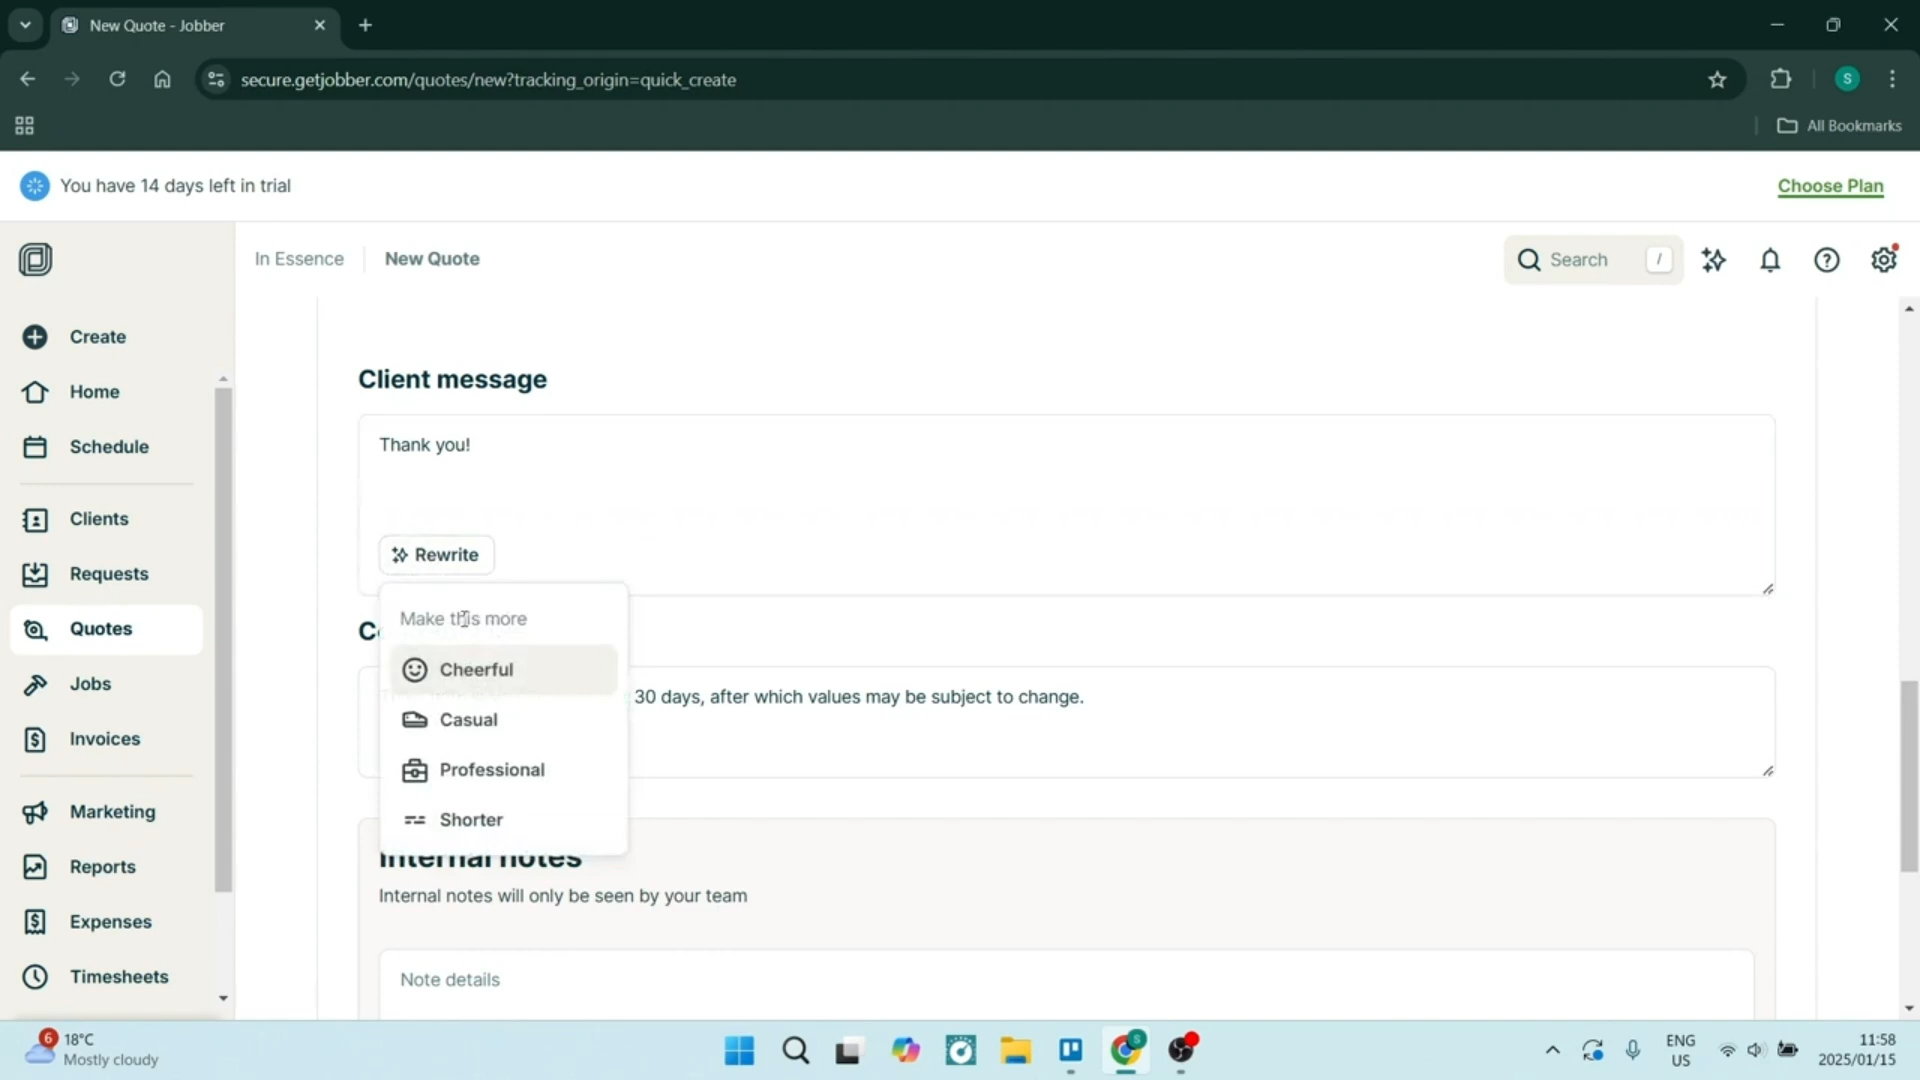 New Quote - Jobber
secure.getjobber.com/quotes/new?tracking_origin=quick_create
S
All Bookmarks
You have 14 days left in trial
Choose Plan
In Essence
New Quote
Search /
Create
Home
Schedule
Clients
Requests
Quotes
Jobs
Invoices
Marketing
Reports
Expenses
Timesheets
Client message
Thank you!
Rewrite
Make this more
Cheerful
Casual
Professional
Shorter
30 days, after which values may be subject to change.
Internal notes
Internal notes will only be seen by your team
Note details
6
18°C
Mostly cloudy
S
ENG
US
11:58
2025/01/15